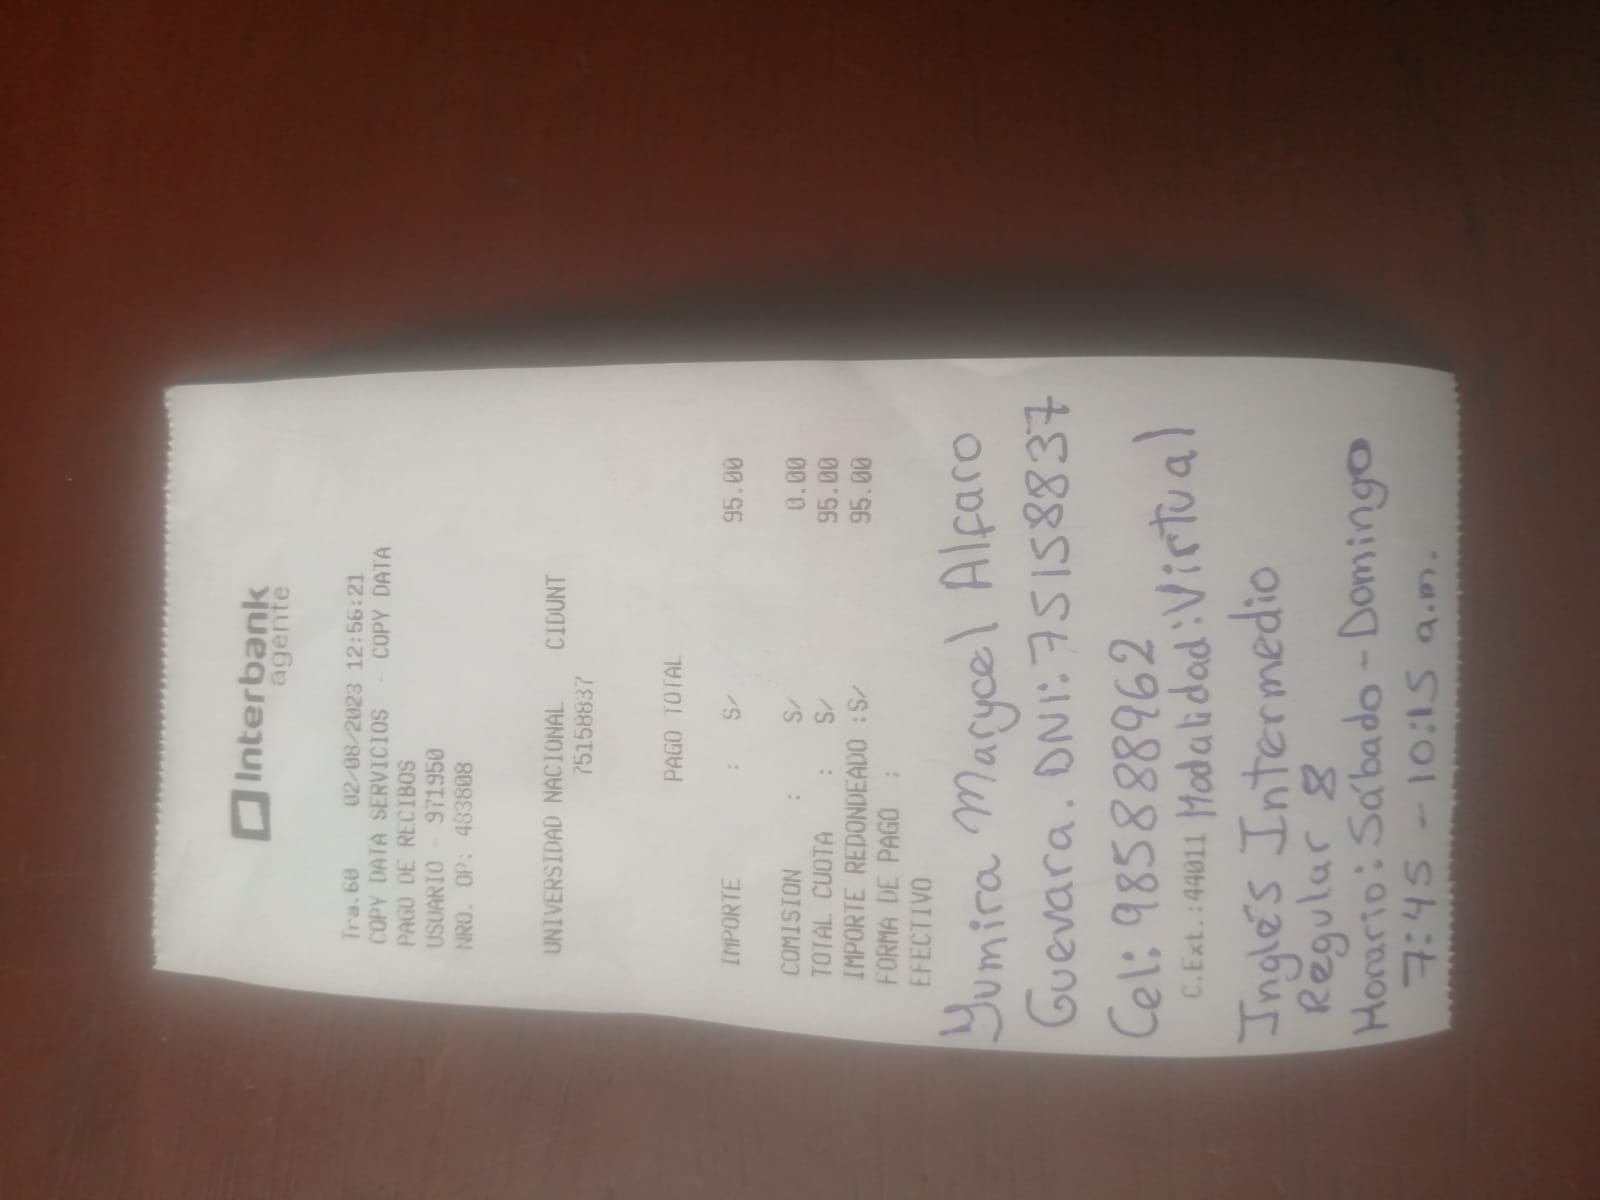 Interbank
agente
Tra.60 02/08/2023 12:56:21
COPY DATA SERVICIOS - COPY DATA
PAGO DE RECIBOS
USUARIO - 971950
NRO. OP: 483808
UNIVERSIDAD NACIONAL CIDUNT
75158837
PAGO TOTAL
IMPORTE : S/ 95.00
COMISION : S/ 0.00
TOTAL CUOTA : S/ 95.00
IMPORTE REDONDEADO :S/ 95.00
FORMA DE PAGO :
EFECTIVO
Yumira Marycel Alfaro
Guevara. DNI: 75158837
Cel: 985888962
C.Ext.:44011 Modalidad: Virtual
Inglés Intermedio
Regular 8
Horario: Sábado - Domingo
7:45 - 10:15 a.m.